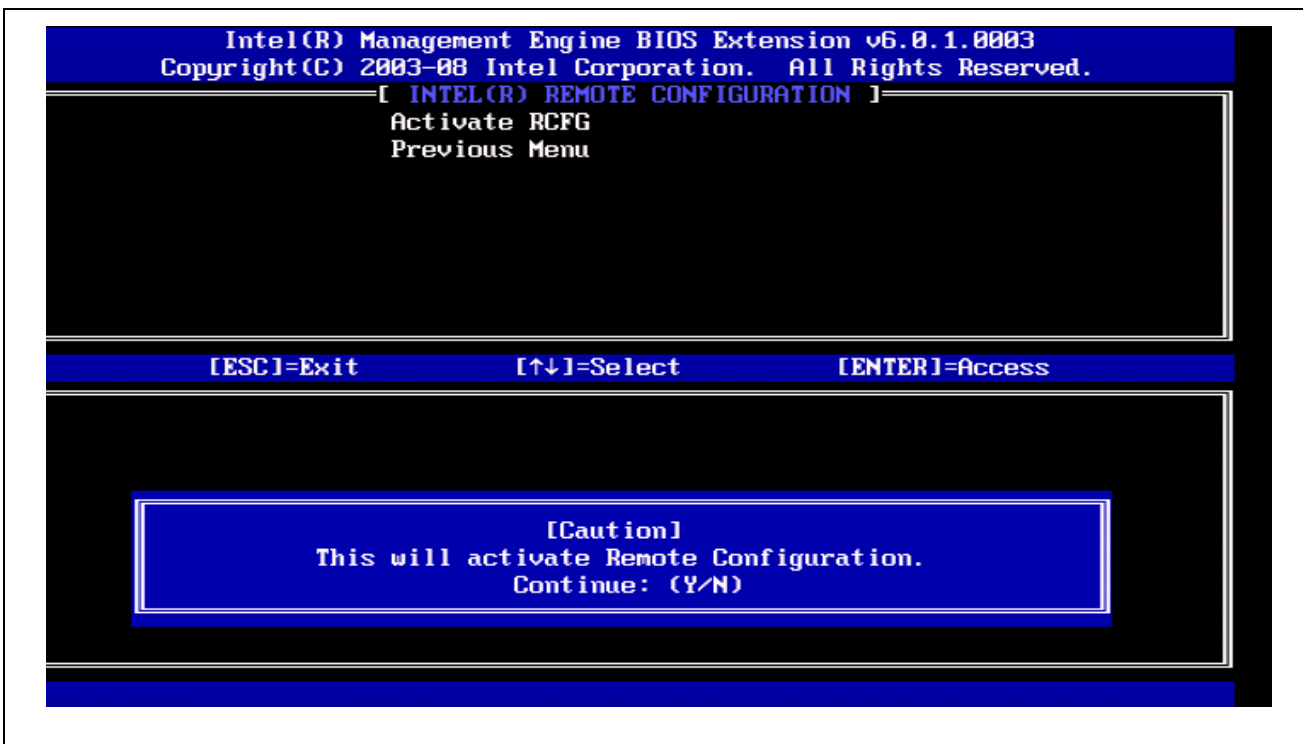 Intel(R) Management Engine BIOS Extension v6.0.1.0003
Copyright(C) 2003-08 Intel Corporation. All Rights Reserved.
[ INTEL(R) REMOTE CONFIGURATION ]
Activate RCFG
Previous Menu
[ESC]=Exit [↑↓]=Select [ENTER]=Access
[Caution]
This will activate Remote Configuration.
Continue: (Y/N)